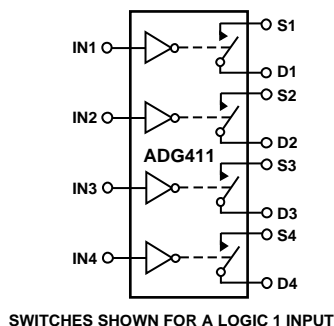 S1
IN1
D1
S2
IN2
D2
ADG411
S3
IN3
D3
S4
IN4
D4
SWITCHES SHOWN FOR A LOGIC 1 INPUT